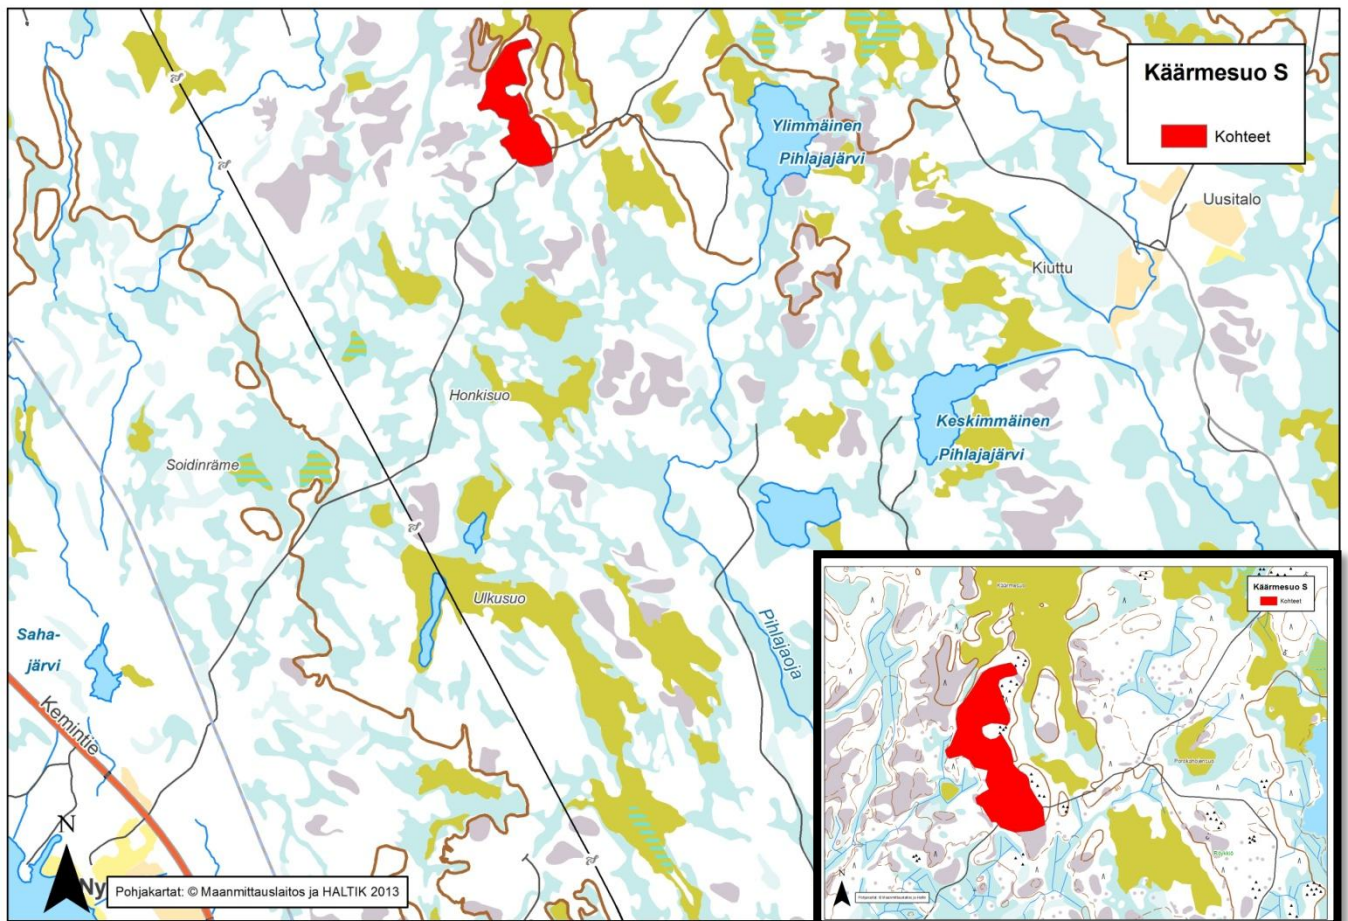 Käärmesuo S
Kohteet
Ylimmäinen
Pihlajajärvi
Uusitalo
Kiuttu
Honkisuo
Keskimmäinen
Pihlajajärvi
Soidinräme
Ulkusuo
Pihlajaoja
Saha-
järvi
Kemintie
N
Ny
Pohjakartat: © Maanmittauslaitos ja HALTIK 2013
Käärmesuo
Käärmesuo S
Kohteet
N